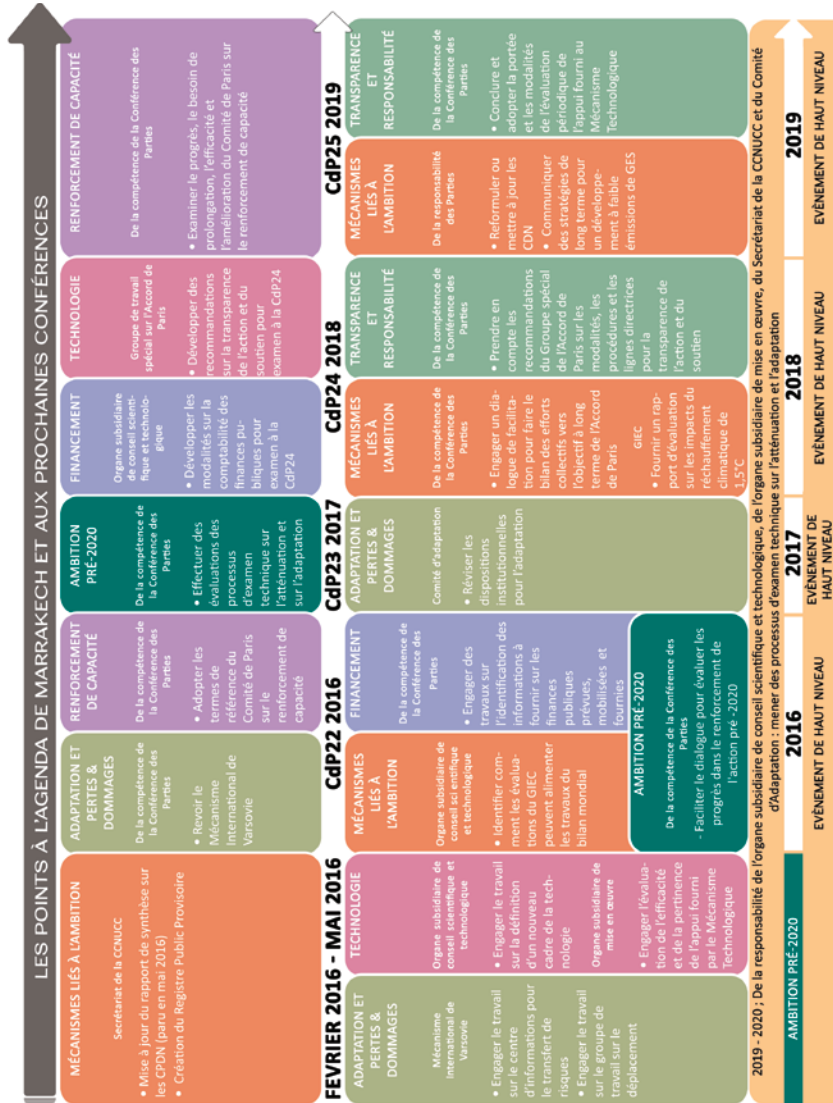 LES POINTS À L'AGENDA DE MARRAKECH ET AUX PROCHAINES CONFÉRENCES
MÉCANISMES LIÉS À L'AMBITION
Secrétariat de la CCNUCC
• Mise à jour du rapport de synthèse sur
les CPDN (paru en mai 2016)
• Création du Registre Public Provisoire
ADAPTATION ET
PERTES &
DOMMAGES
De la compétence de
la Conférence des
Parties
• Revoir le
Mécanisme
International de
Varsovie
RENFORCEMENT
DE CAPACITÉ
De la compétence de
la Conférence des
Parties
• Adopter les
termes de
référence du
Comité de Paris
sur le
renforcement de
capacité
AMBITION
PRÉ-2020
De la compétence de
la Conférence des
Parties
• Effectuer des
évaluations des
processus
d'examen
technique sur
l'atténuation et
sur l'adaptation
FINANCEMENT
Organe subsidiaire
de conseil scienti-
fique et technolo-
gique
• Développer les
modalités sur la
comptabilité des
finances pu-
bliques pour
examen à la
CdP24
TECHNOLOGIE
Groupe de travail
spécial sur l'Accord de
Paris
• Développer des
recommandations
sur la transparence
de l'action et du
soutien pour
examen à la CdP24
RENFORCEMENT DE CAPACITÉ
De la compétence de la Conférence des
Parties
• Examiner le progrès, le besoin de
prolongation, l'efficacité et
l'amélioration du Comité de Paris sur
le renforcement de capacité
FEVRIER 2016 - MAI 2016
CdP22 2016
CdP23 2017
CdP24 2018
CdP25 2019
ADAPTATION ET
PERTES &
DOMMAGES
Mécanisme
International de
Varsovie
• Engager le travail
sur le centre
d'informations pour
le transfert de
risques
• Engager le travail
sur le groupe de
travail sur le
déplacement
TECHNOLOGIE
Organe subsidiaire de
conseil scientifique et
technologique
• Engager le travail
sur la définition
d'un nouveau
cadre de la tech-
nologie
Organe subsidiaire de
mise en œuvre
• Engager l'évalua-
tion de l'efficacité
et de la pertinence
de l'appui fourni
par le Mécanisme
Technologique
MÉCANISMES
LIÉS À
L'AMBITION
Organe subsidiaire de
conseil sci entifique
et technologique
• Identifier com-
ment les évalua-
tions du GIEC
peuvent alimenter
les travaux du
bilan mondial
FINANCEMENT
De la compétence de
la Conférence des
Parties
• Engager des
travaux sur
l'identification des
informations à
fournir sur les
finances
publiques
prévues,
mobilisées et
fournies
AMBITION PRÉ-2020
De la compétence de la Conférence des
Parties
- Faciliter le dialogue pour évaluer les
progrès dans le renforcement de
l'action pré -2020
ADAPTATION ET
PERTES &
DOMMAGES
Comité d'adaptation
• Réviser les
dispositions
institutionnelles
pour l'adaptation
MÉCANISMES
LIÉS À
L'AMBITION
De la compétence de
la Conférence des
Parties
• Engager un dia-
logue de facilita-
tion pour faire le
bilan des efforts
collectifs vers
l'objectif à long
terme de l'Accord
de Paris
GIEC
• Fournir un rap-
port d'évaluation
sur les impacts du
réchauffement
climatique de
1,5°C
TRANSPARENCE
ET
RESPONSABILITÉ
De la compétence de
la Conférence des
Parties
• Prendre en
compte les
recommandations
du Groupe spécial
de l'Accord de
Paris sur les
modalités, les
procédures et les
lignes directrices
pour la
transparence de
l'action et du
soutien
MÉCANISMES
LIÉS À
L'AMBITION
De la responsabilité
des Parties
• Reformuler ou
mettre à jour les
CDN
• Communiquer
des stratégies de
long terme pour
un développe-
ment à faible
émissions de GES
TRANSPARENCE
ET
RESPONSABILITÉ
De la compétence de
la Conférence des
Parties
• Conclure et
adopter la portée
et les modalités
de l'évaluation
périodique de
l'appui fourni au
Mécanisme
Technologique
2019 - 2020 ; De la responsabilité de l'organe subsidiaire de conseil scientifique et technologique, de l'organe subsidiaire de mise en œuvre, du Secrétariat de la CCNUCC et du Comité
d'Adaptation : mener des processus d'examen technique sur l'atténuation et l'adaptation
AMBITION PRÉ-2020
2016
2017
2018
2019
EVÈNEMENT DE HAUT NIVEAU
EVÈNEMENT DE
HAUT NIVEAU
EVÈNEMENT DE HAUT NIVEAU
EVÈNEMENT DE HAUT NIVEAU